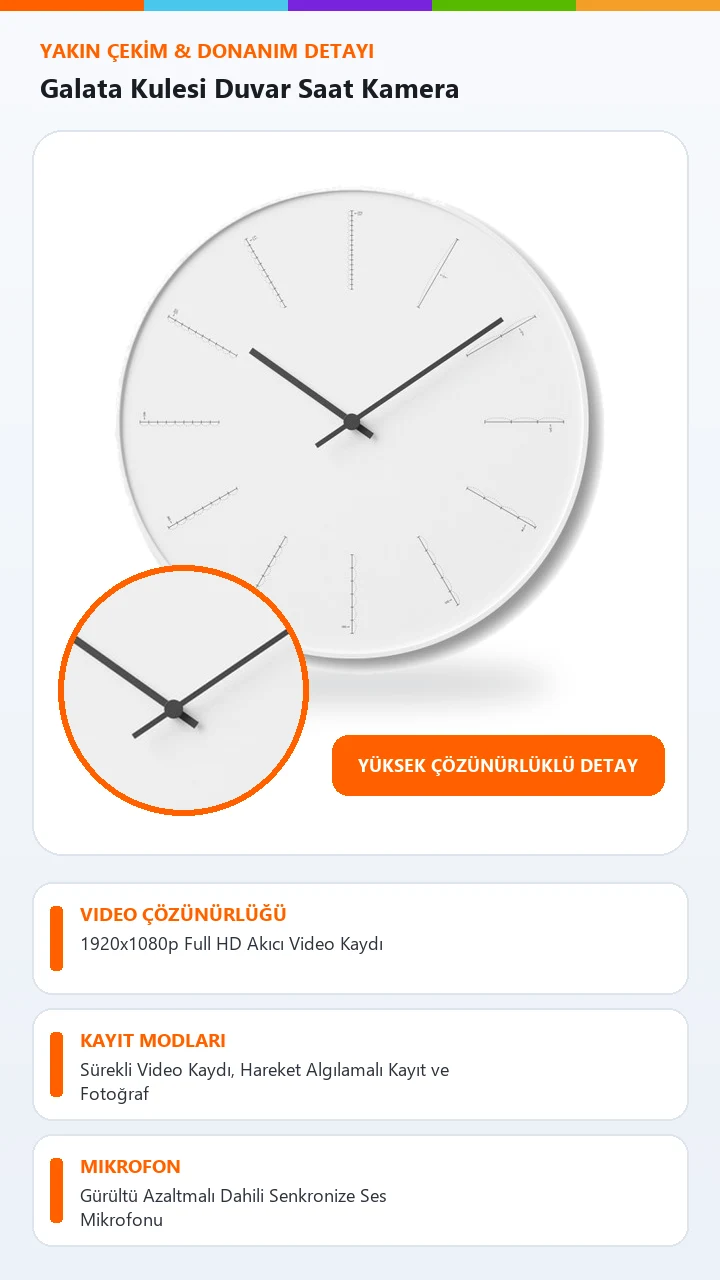 YAKIN ÇEKİM & DONANIM DETAYI
Galata Kulesi Duvar Saat Kamera
YÜKSEK ÇÖZÜNÜRLÜKLÜ DETAY
VIDEO ÇÖZÜNÜRLÜĞÜ
1920x1080p Full HD Akıcı Video Kaydı
KAYIT MODLARI
Sürekli Video Kaydı, Hareket Algılamalı Kayıt ve
Fotoğraf
MIKROFON
Gürültü Azaltmalı Dahili Senkronize Ses
Mikrofonu